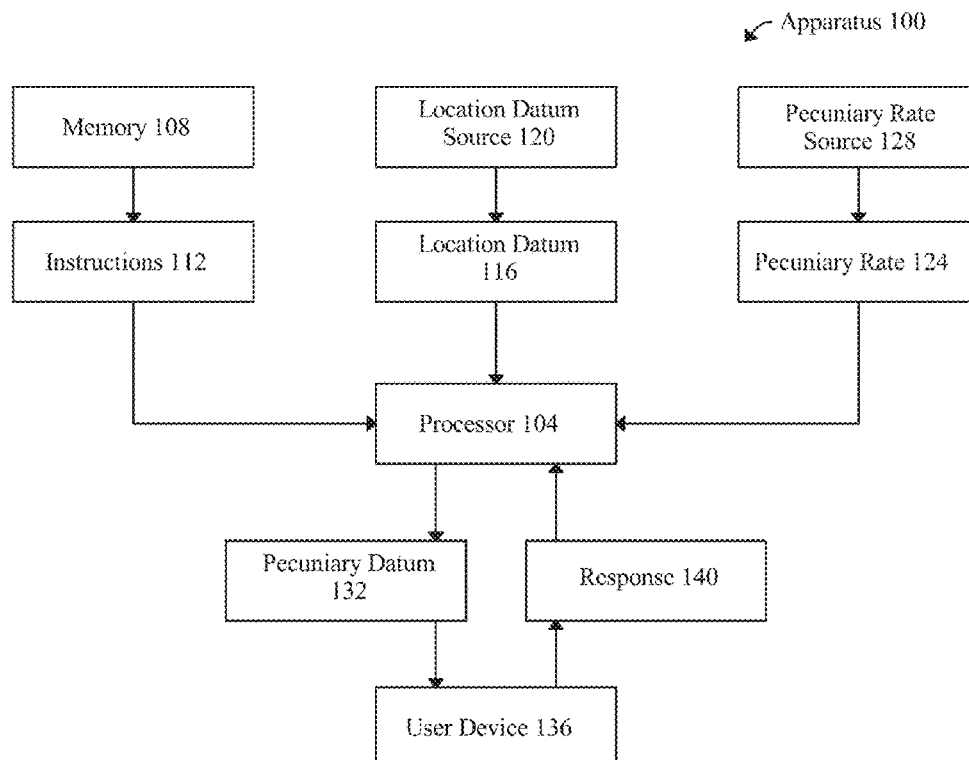 Apparatus 100
Memory 108
Location Datum
Source 120
Pecuniary Rate
Source 128
Instructions 112
Location Datum
116
Pecuniary Rate 124
Processor 104
Pecuniary Datum
132
Response 140
User Device 136